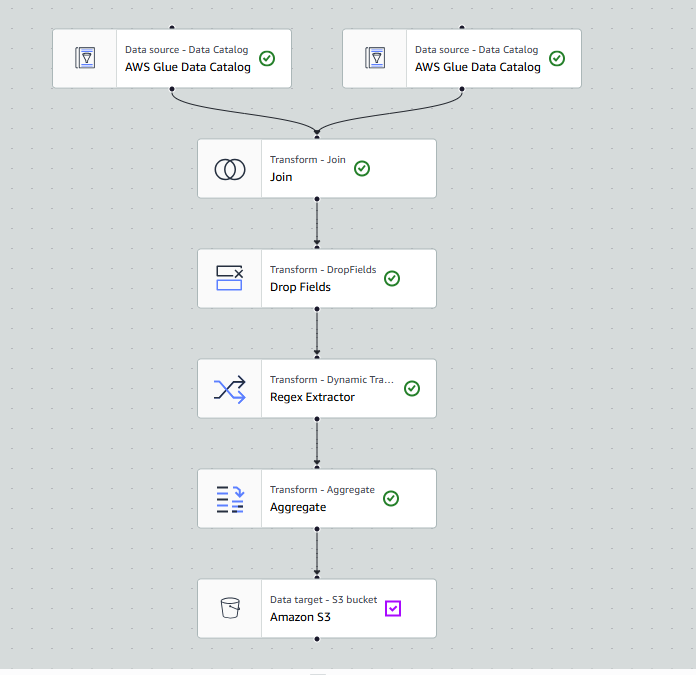 Data source - Data Catalog
AWS Glue Data Catalog
Data source - Data Catalog
AWS Glue Data Catalog
Transform - Join
Join
Transform - DropFields
Drop Fields
Transform - Dynamic Tra...
Regex Extractor
Transform - Aggregate
Aggregate
Data target - S3 bucket
Amazon S3